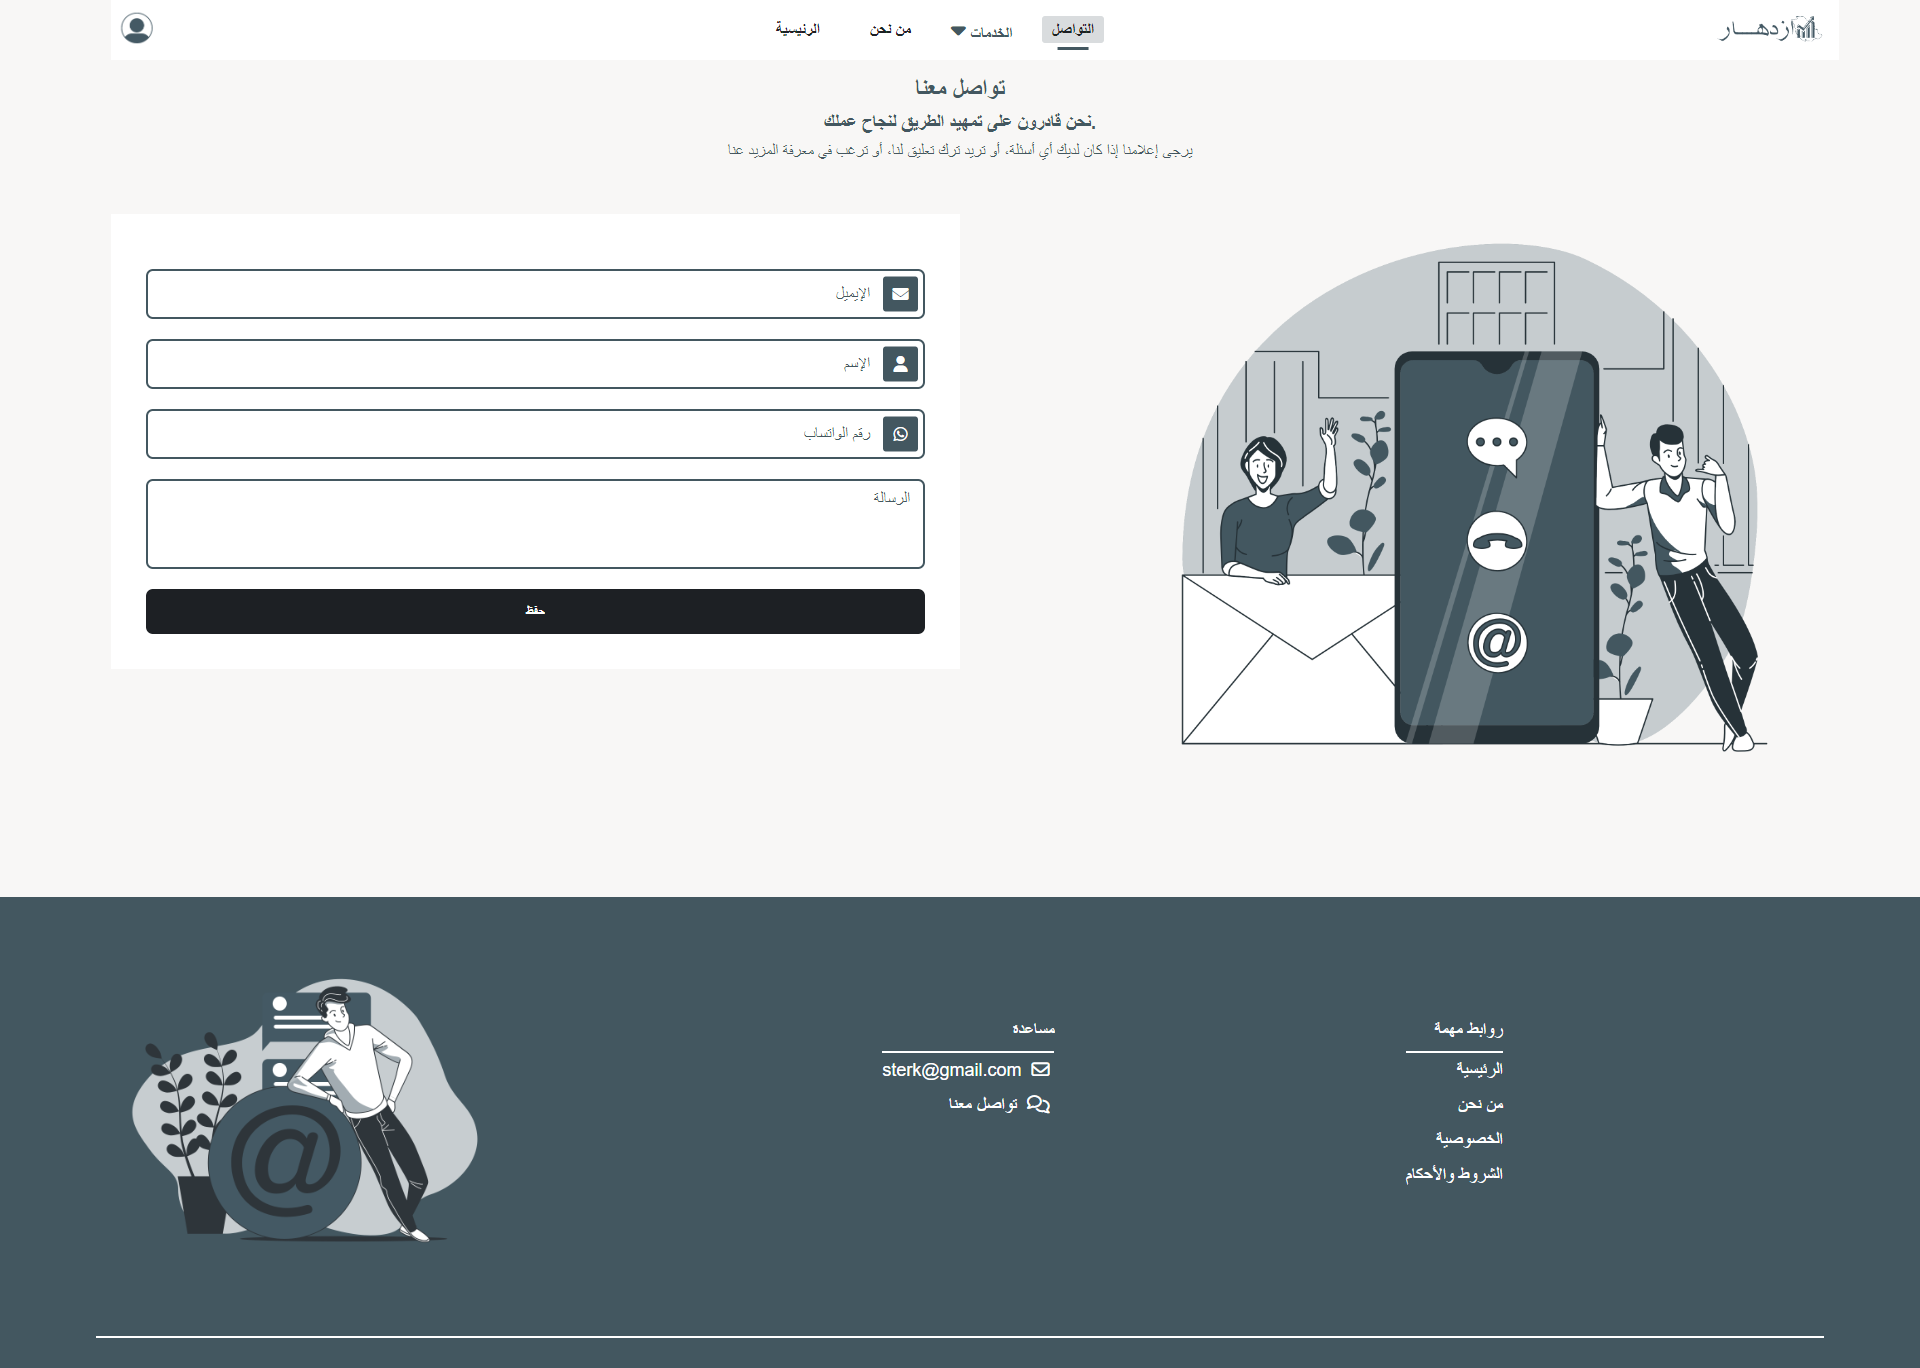 ازدهـــار
التواصل
الخدمات
من نحن
الرئيسية
تواصل معنا
نحن قادرون على تمهيد الطريق لنجاح عملك.
يرجى إعلامنا إذا كان لديك أي أسئلة، أو تريد ترك تعليق لنا، أو ترغب في معرفة المزيد عنا
الإيميل
الإسم
رقم الواتساب
الرسالة
حفظ
روابط مهمة
الرئيسية
من نحن
الخصوصية
الشروط والأحكام
مساعدة
sterk@gmail.com
تواصل معنا